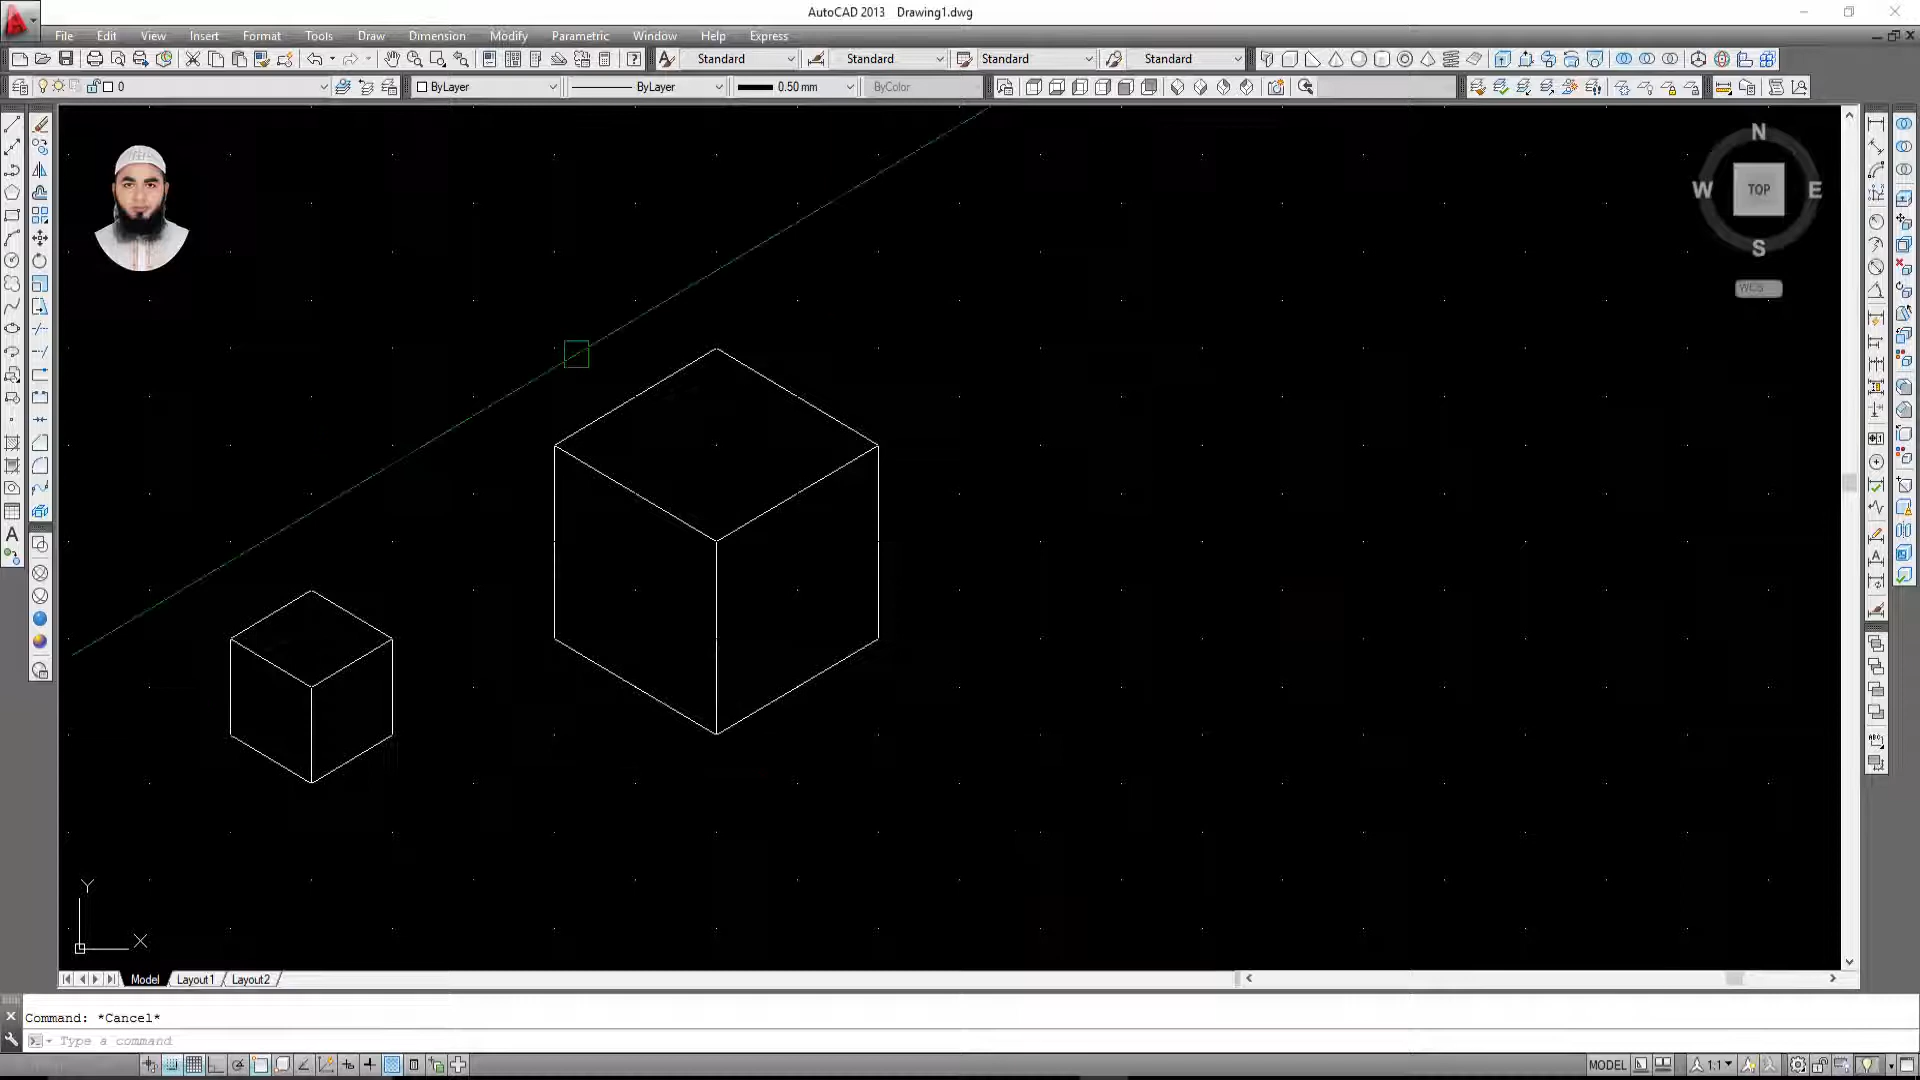 AutoCAD 2013 Drawing1.dwg
File Edit View Insert Format Tools Draw Dimension Modify Parametric Window Help Express
Standard Standard Standard Standard
0 ByLayer ByLayer 0.50 mm ByColor
N
W TOP E
S
WCS
A
Y
X
Model Layout1 Layout2
Command: *Cancel*
Type a command
MODEL 1:1